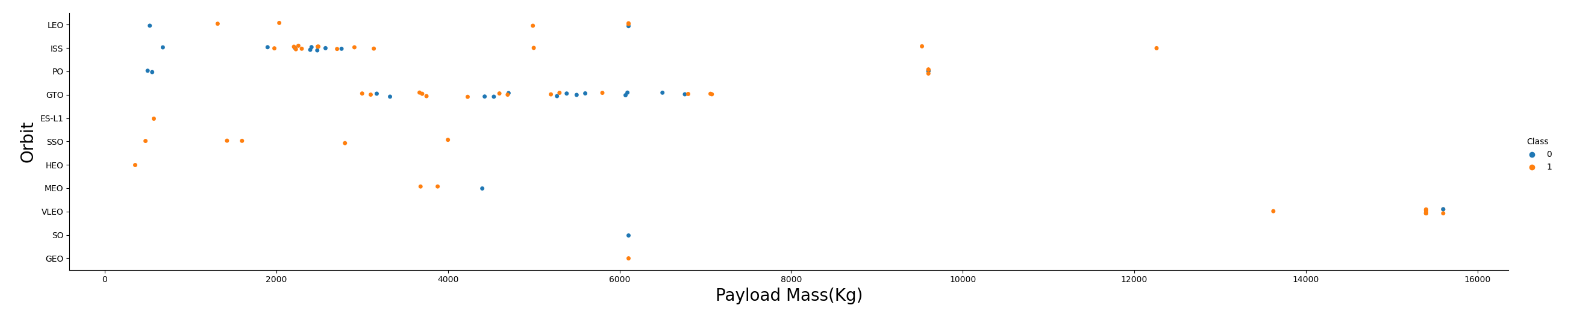 LEO
ISS
PO
GTO
ES-L1
SSO
HEO
MEO
VLEO
SO
GEO
Orbit
0 2000 4000 6000 8000 10000 12000 14000 16000
Payload Mass(Kg)
Class
0
1